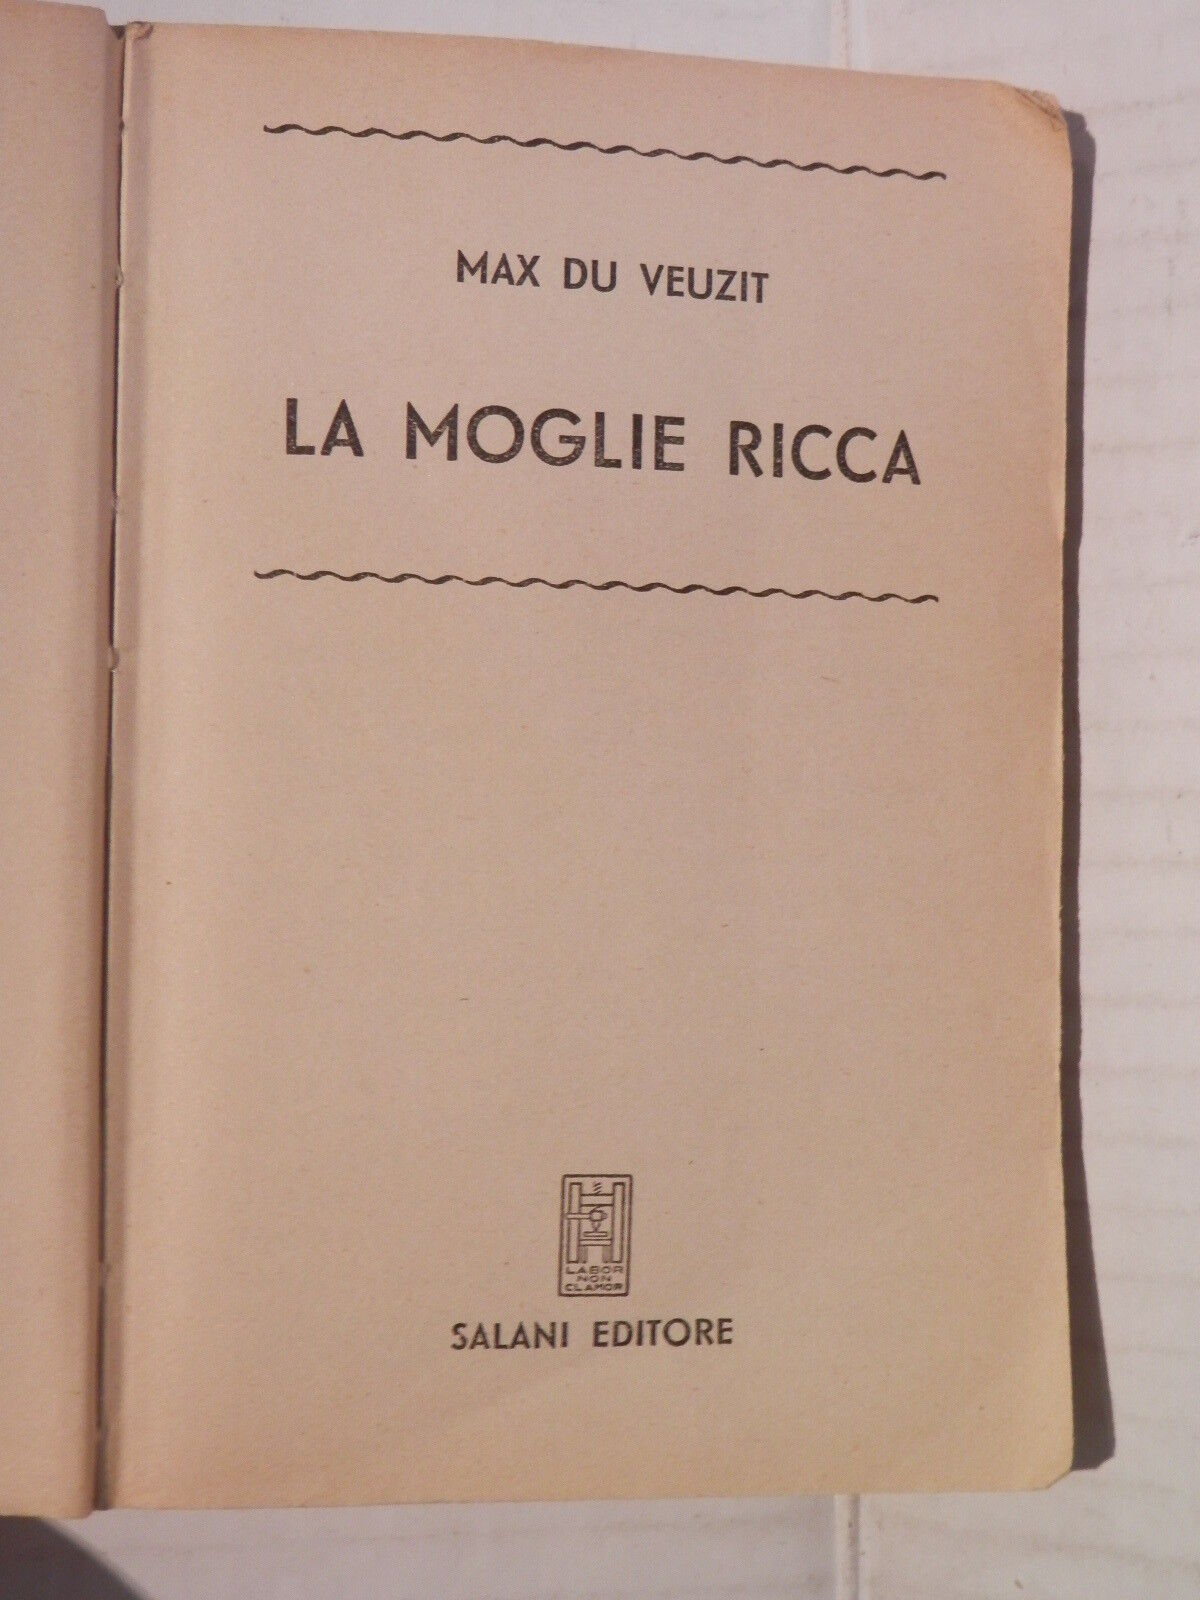 MAX DU VEUZIT
LA MOGLIE RICCA
LABOR
NON
CLAMOR
SALANI EDITORE